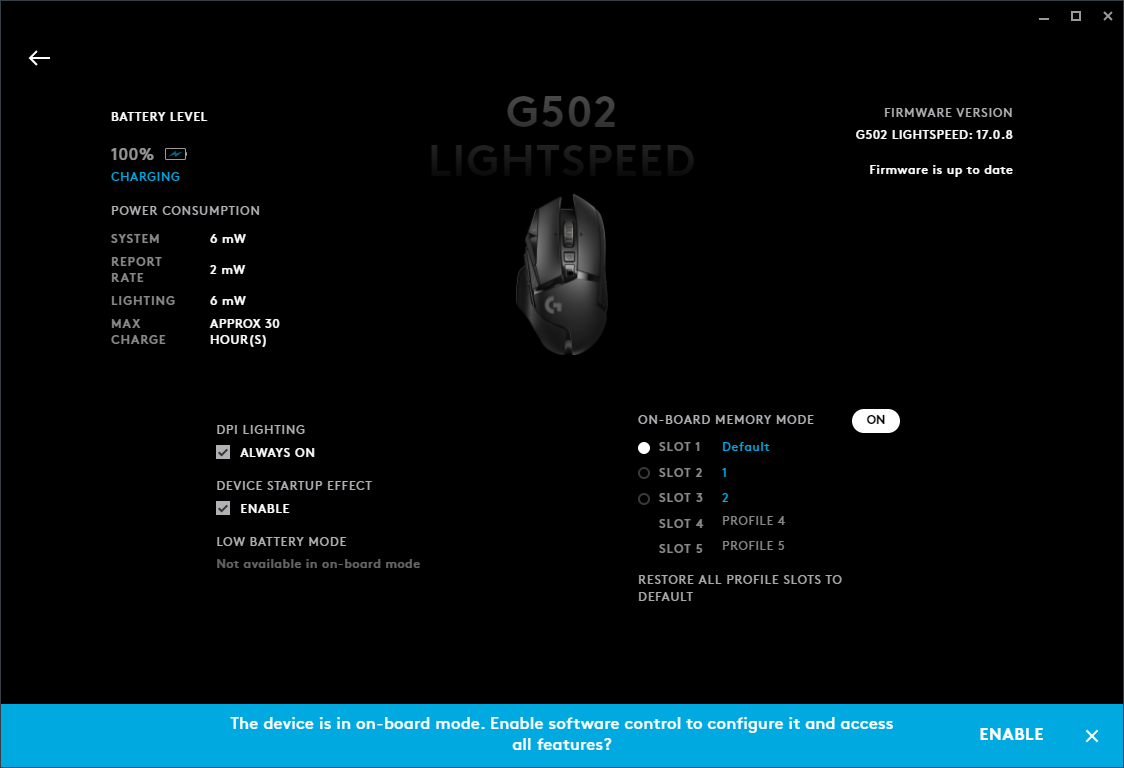 G502
LIGHTSPEED
BATTERY LEVEL
100%
CHARGING
POWER CONSUMPTION
SYSTEM 6 mW
REPORT
RATE 2 mW
LIGHTING 6 mW
MAX APPROX 30
CHARGE HOUR(S)
FIRMWARE VERSION
G502 LIGHTSPEED: 17.0.8
Firmware is up to date
DPI LIGHTING
ALWAYS ON
DEVICE STARTUP EFFECT
ENABLE
LOW BATTERY MODE
Not available in on-board mode
ON-BOARD MEMORY MODE ON
SLOT 1 Default
SLOT 2 1
SLOT 3 2
SLOT 4 PROFILE 4
SLOT 5 PROFILE 5
RESTORE ALL PROFILE SLOTS TO
DEFAULT
The device is in on-board mode. Enable software control to configure it and access
all features?
ENABLE